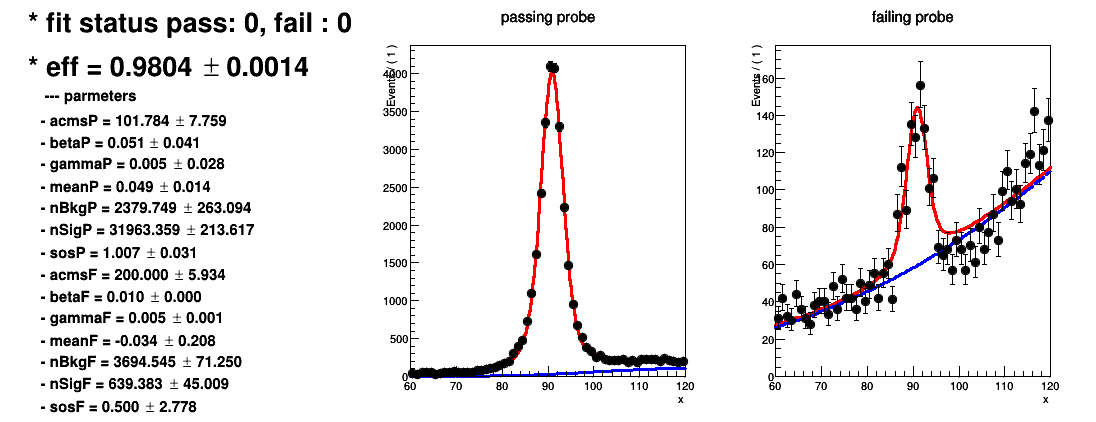 * fit status pass: 0, fail : 0
* eff = 0.9804 ± 0.0014
--- parmeters
- acmsP = 101.784 ± 7.759
- betaP = 0.051 ± 0.041
- gammaP = 0.005 ± 0.028
- meanP = 0.049 ± 0.014
- nBkgP = 2379.749 ± 263.094
- nSigP = 31963.359 ± 213.617
- sosP = 1.007 ± 0.031
- acmsF = 200.000 ± 5.934
- betaF = 0.010 ± 0.000
- gammaF = 0.005 ± 0.001
- meanF = -0.034 ± 0.208
- nBkgF = 3694.545 ± 71.250
- nSigF = 639.383 ± 45.009
- sosF = 0.500 ± 2.778
passing probe
Events / ( 1 )
4000
3500
3000
2500
2000
1500
1000
500
0
60 70 80 90 100 110 120
x
failing probe
Events / ( 1 )
160
140
120
100
80
60
40
20
0
60 70 80 90 100 110 120
x